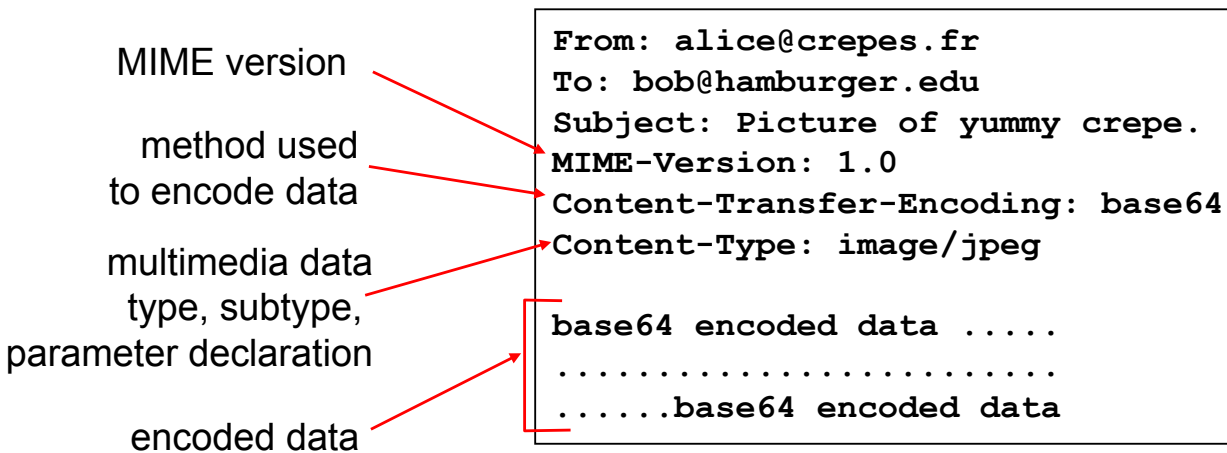 MIME version
method used
to encode data
multimedia data
type, subtype,
parameter declaration
encoded data
From: alice@crepes.fr
To: bob@hamburger.edu
Subject: Picture of yummy crepe.
MIME-Version: 1.0
Content-Transfer-Encoding: base64
Content-Type: image/jpeg
base64 encoded data .....
.........................
......base64 encoded data